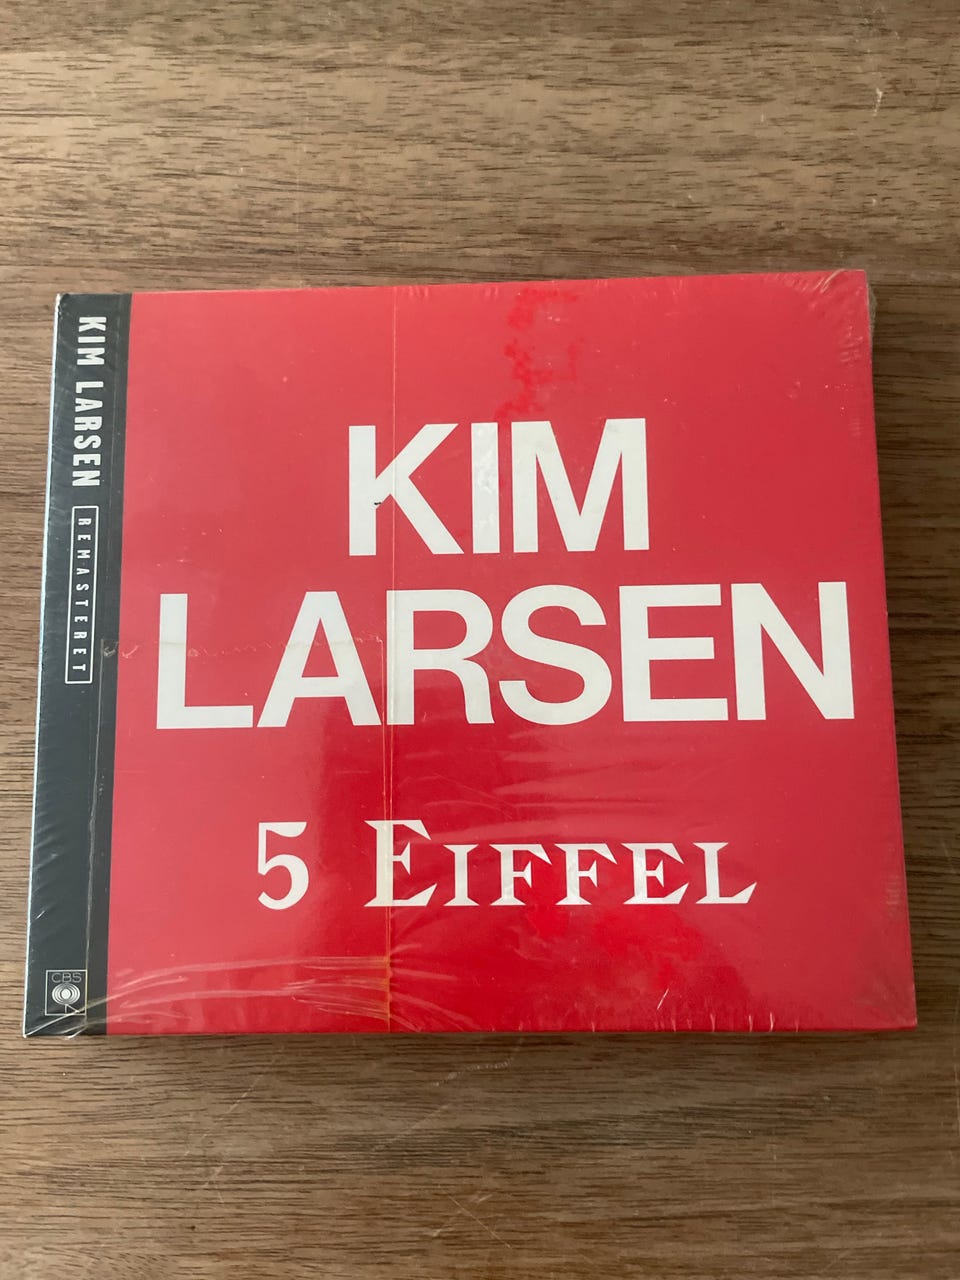 KIM LARSEN REMASTERET
CBS
KIM
LARSEN
5 EIFFEL